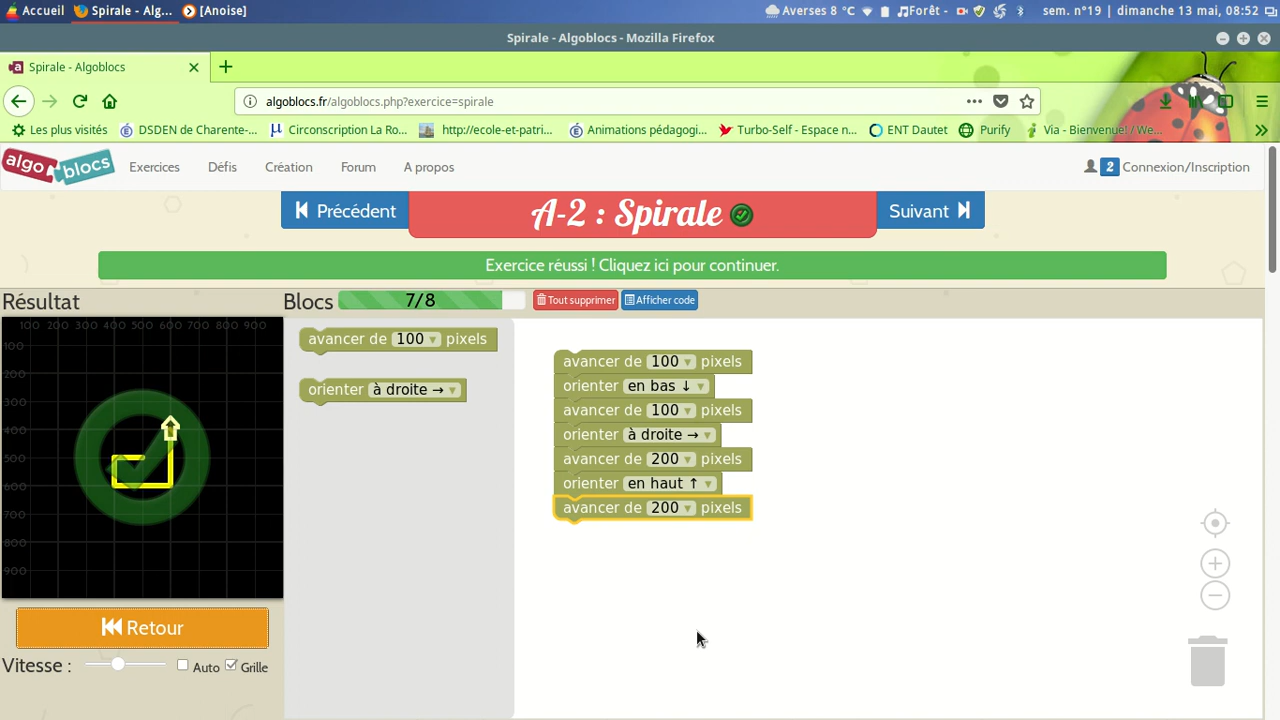 Accueil Spirale - Alg... [Anoise] Averses 8 °C Forêt - sem. n°19 | dimanche 13 mai, 08:52
Spirale - Algoblocs - Mozilla Firefox
Spirale - Algoblocs
algoblocs.fr/algoblocs.php?exercice=spirale
Les plus visités DSDEN de Charente-... Circonscription La Ro... http://ecole-et-patri... Animations pédagogi... Turbo-Self - Espace n... ENT Dautet Purify Via - Bienvenue! / We...
algo blocs Exercices Défis Création Forum A propos 2 Connexion/Inscription
Précédent A-2 : Spirale Suivant
Exercice réussi ! Cliquez ici pour continuer.
Résultat Blocs 7/8 Tout supprimer Afficher code
100 200 300 400 500 600 700 800 900
100
200
300
400
500
600
700
800
900
avancer de 100 pixels
orienter à droite →
avancer de 100 pixels
orienter en bas ↓
avancer de 100 pixels
orienter à droite →
avancer de 200 pixels
orienter en haut ↑
avancer de 200 pixels
Retour
Vitesse : Auto Grille